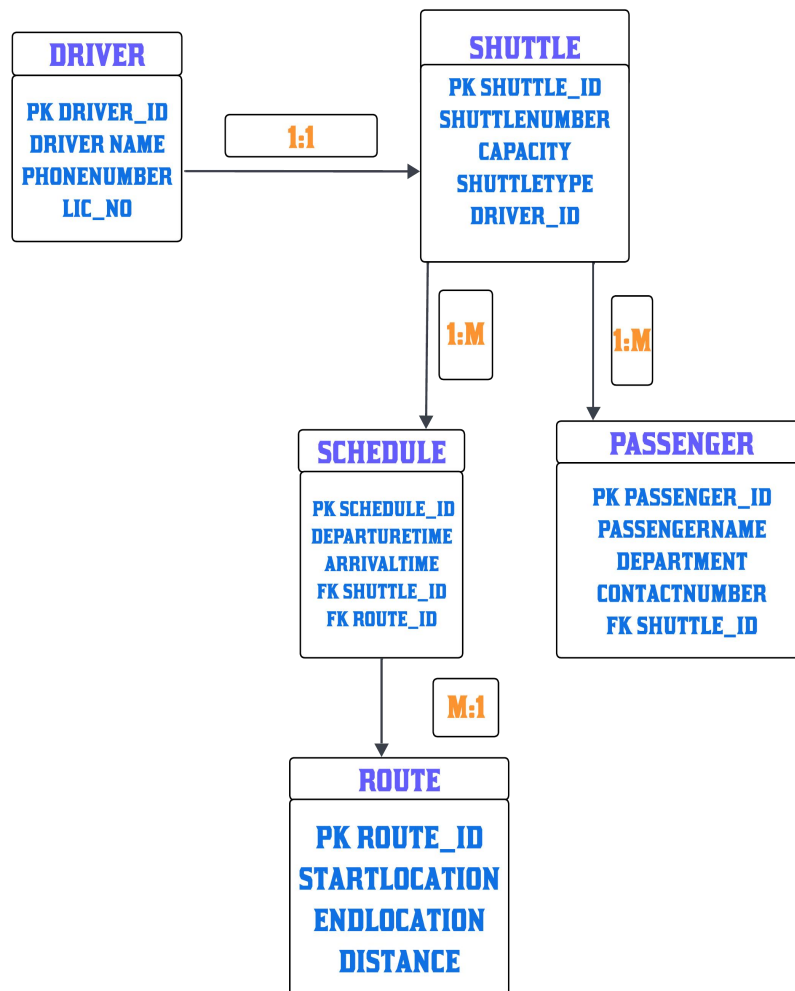 DRIVER
PK DRIVER_ID
DRIVER NAME
PHONENUMBER
LIC_NO
1:1
SHUTTLE
PK SHUTTLE_ID
SHUTTLENUMBER
CAPACITY
SHUTTLETYPE
DRIVER_ID
1:M
1:M
SCHEDULE
PK SCHEDULE_ID
DEPARTURETIME
ARRIVALTIME
FK SHUTTLE_ID
FK ROUTE_ID
PASSENGER
PK PASSENGER_ID
PASSENGERNAME
DEPARTMENT
CONTACTNUMBER
FK SHUTTLE_ID
M:1
ROUTE
PK ROUTE_ID
STARTLOCATION
ENDLOCATION
DISTANCE